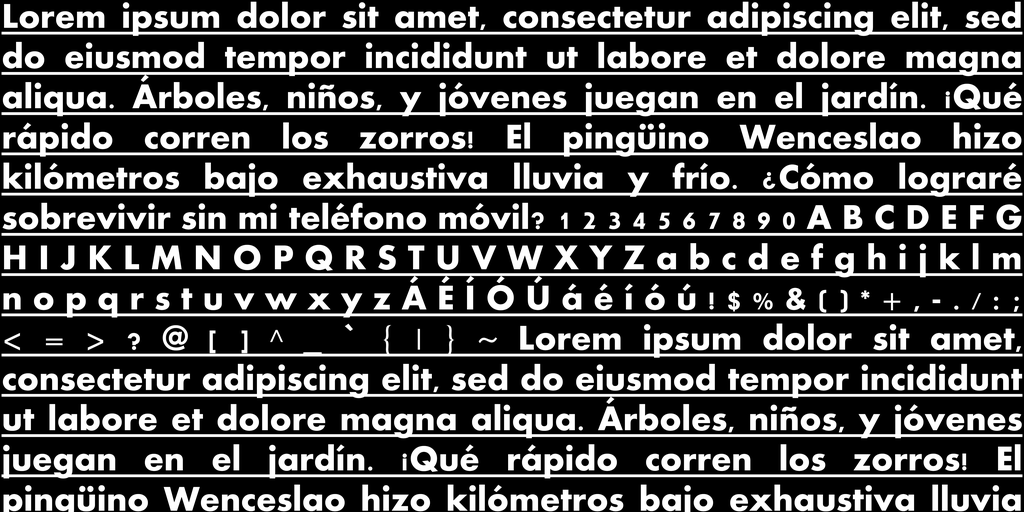 Lorem ipsum dolor sit amet, consectetur adipiscing elit, sed
do eiusmod tempor incididunt ut labore et dolore magna
aliqua. Árboles, niños, y jóvenes juegan en el jardín. ¡Qué
rápido corren los zorros! El pingüino Wenceslao hizo
kilómetros bajo exhaustiva lluvia y frío. ¿Cómo lograré
sobrevivir sin mi teléfono móvil? 1 2 3 4 5 6 7 8 9 0 A B C D E F G
H I J K L M N O P Q R S T U V W X Y Z a b c d e f g h i j k l m
n o p q r s t u v w x y z Á É Í Ó Ú á é í ó ú ! $ % & ( ) * + , - . / : ;
< = > ? @ [ ] ^ _ ` { | } ~ Lorem ipsum dolor sit amet,
consectetur adipiscing elit, sed do eiusmod tempor incididunt
ut labore et dolore magna aliqua. Árboles, niños, y jóvenes
juegan en el jardín. ¡Qué rápido corren los zorros! El
pingüino Wenceslao hizo kilómetros bajo exhaustiva lluvia